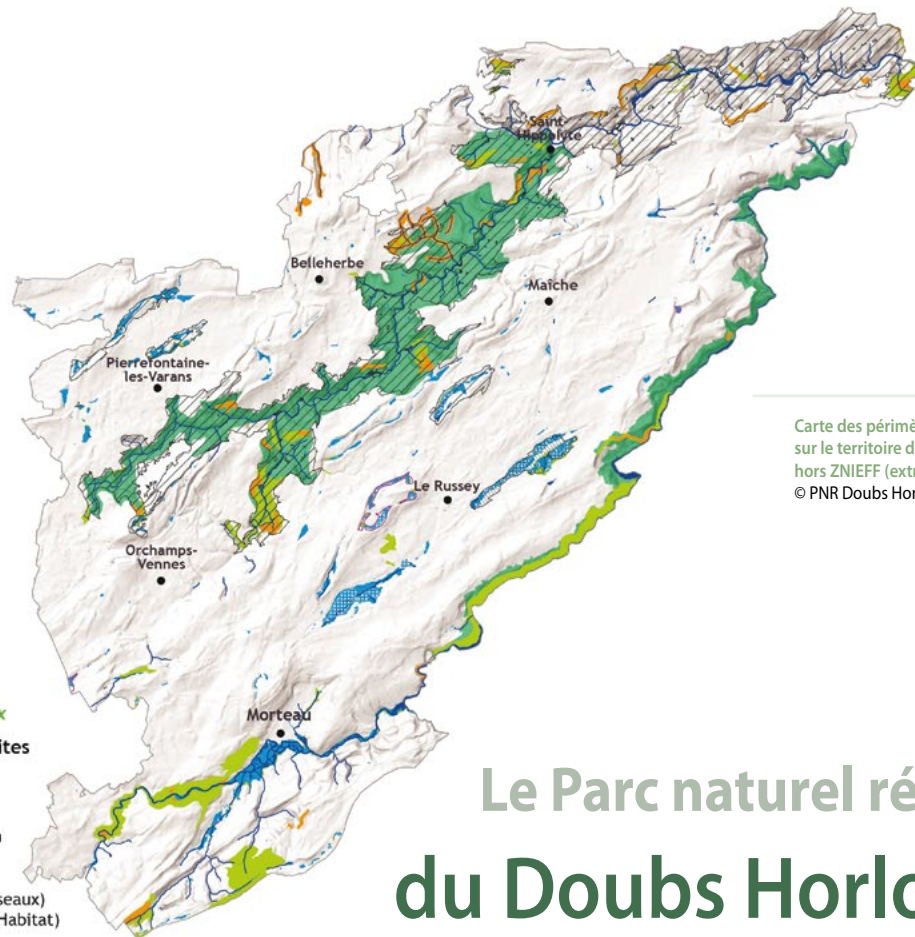 Saint-
Hippolyte
Belleherbe
Maîche
Pierrefontaine-
les-Varans
Carte des périmè
sur le territoire d
hors ZNIEFF (extr
© PNR Doubs Hor
Le Russey
Orchamps-
Vennes
Morteau
x
ites
n
seaux)
Habitat)
Le Parc naturel ré
du Doubs Horlo